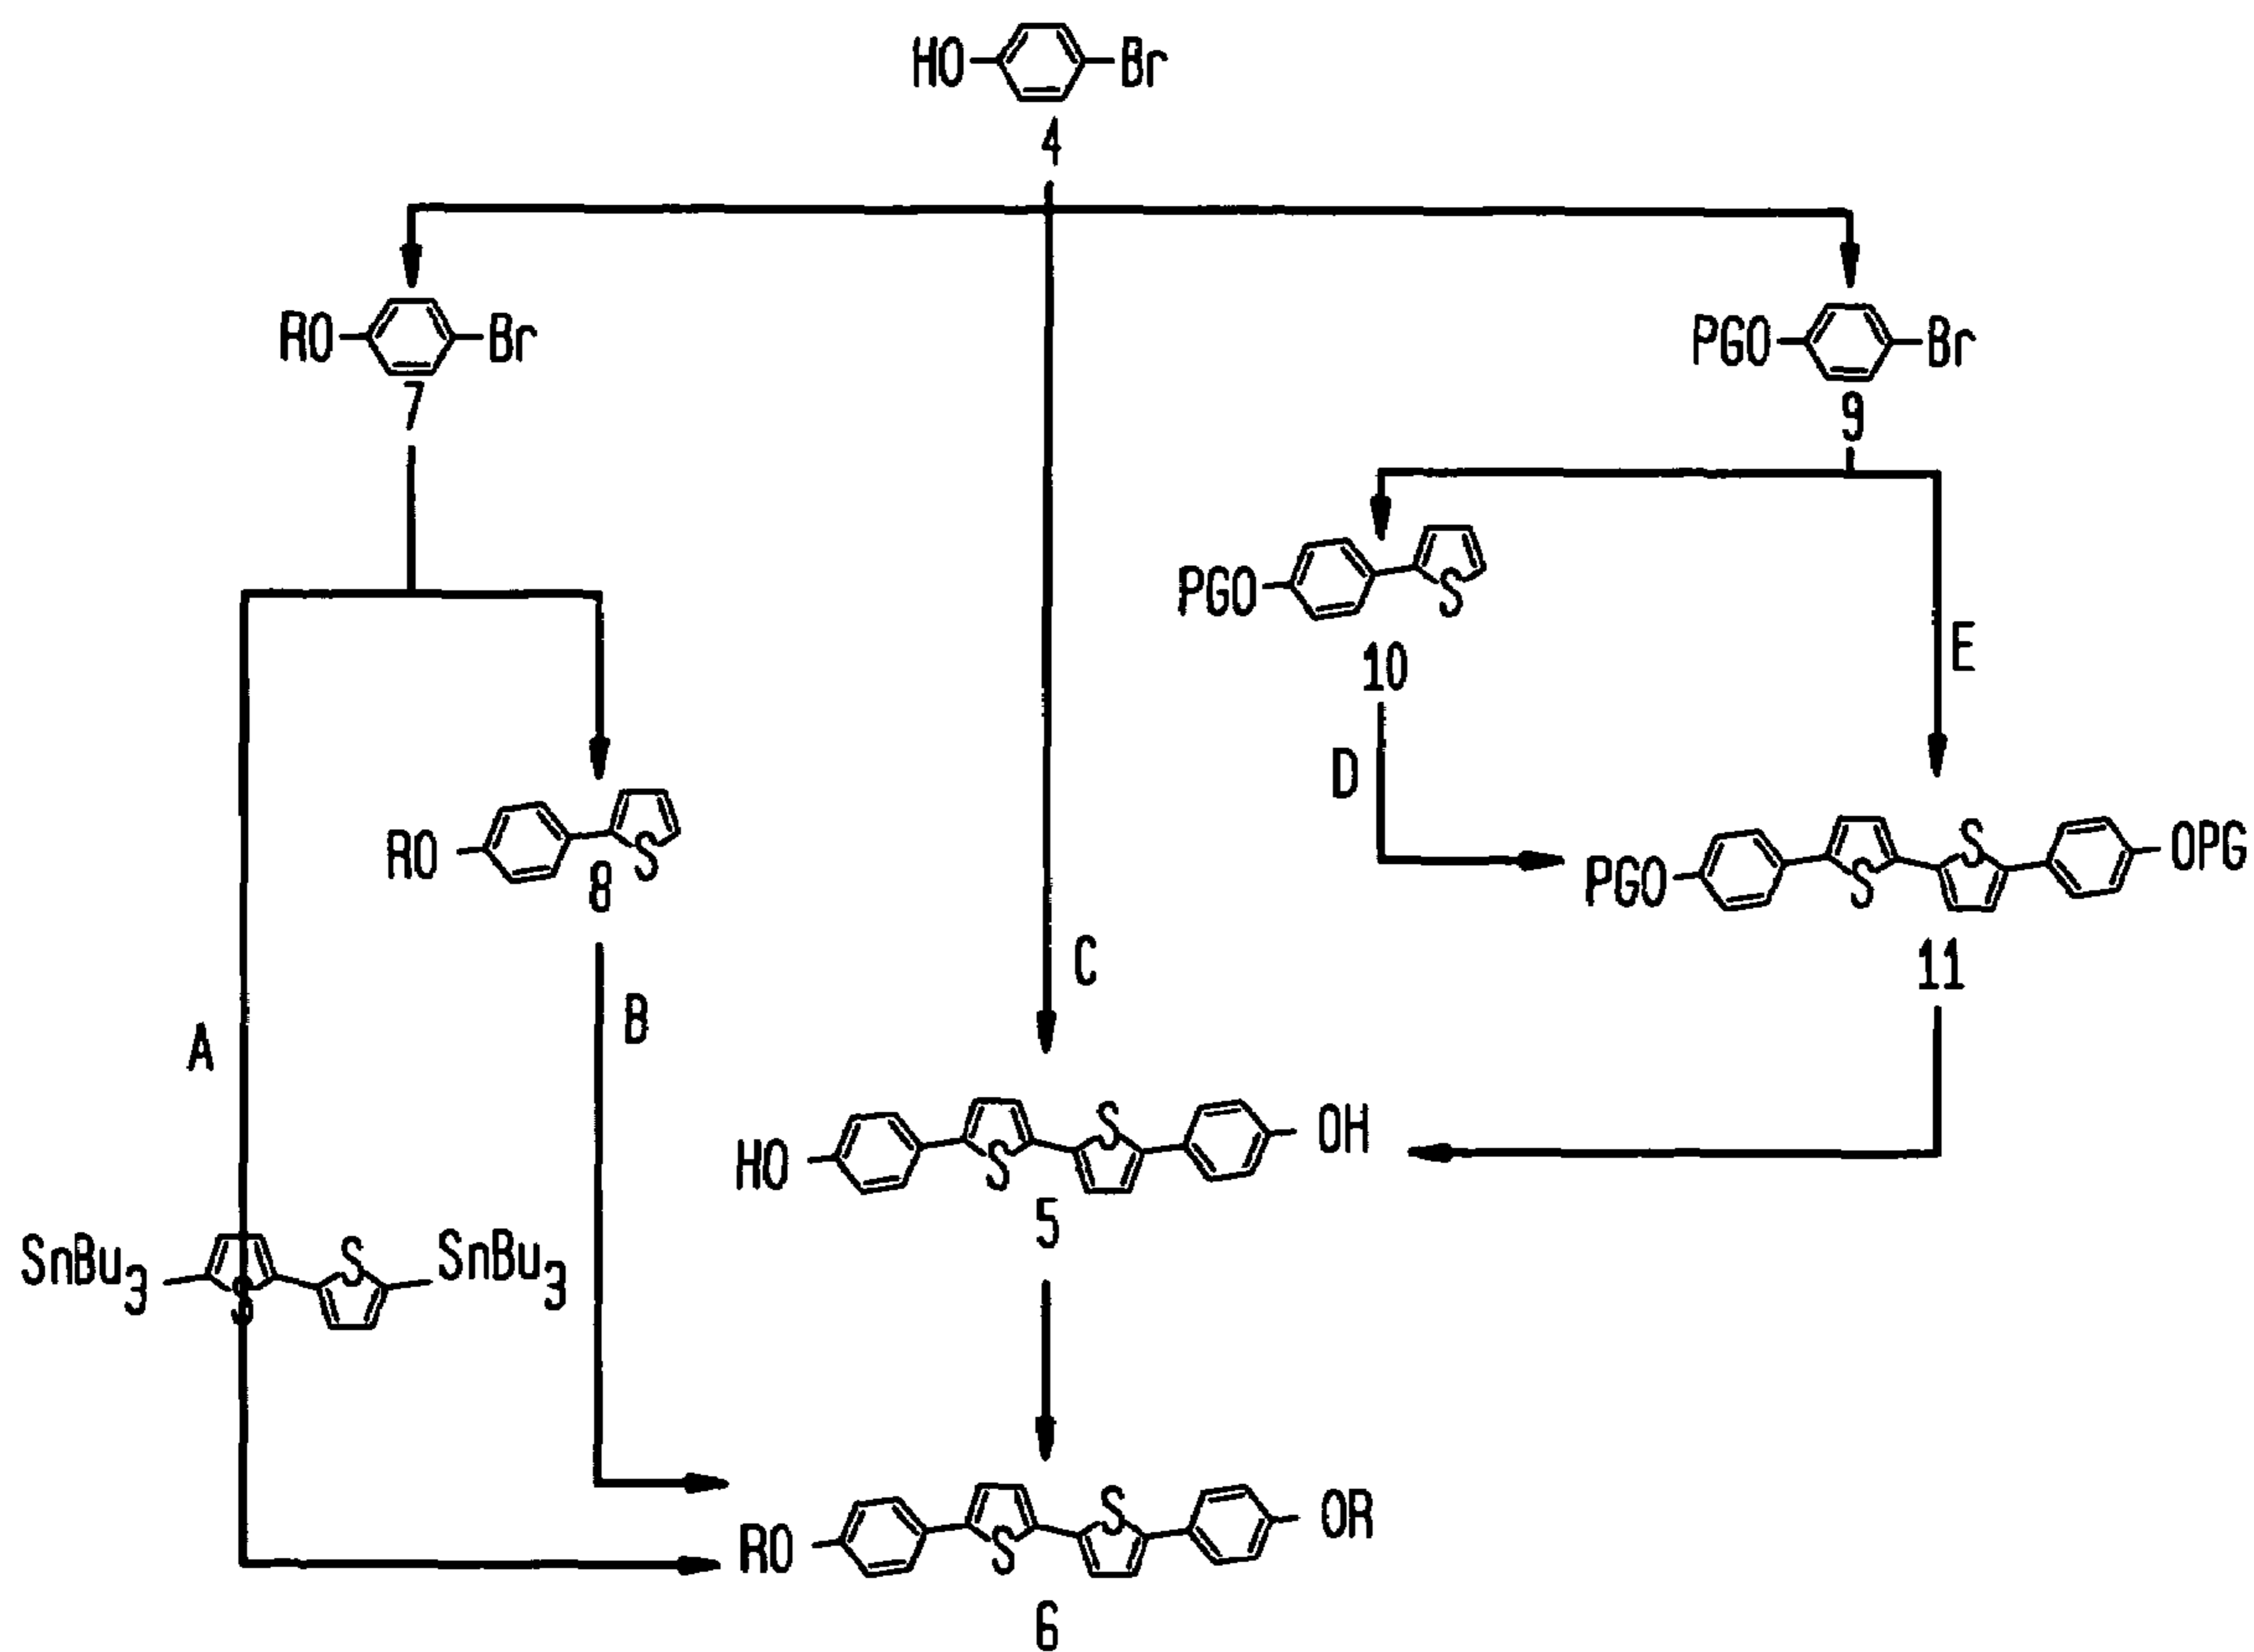 HO Br
4
RO Br
7
PGO Br
9
PGO S
10
E
D
RO S
8
PGO S S OPG
11
C
B
A
HO S S OH
5
SnBu3 S S SnBu3
RO S S OR
6